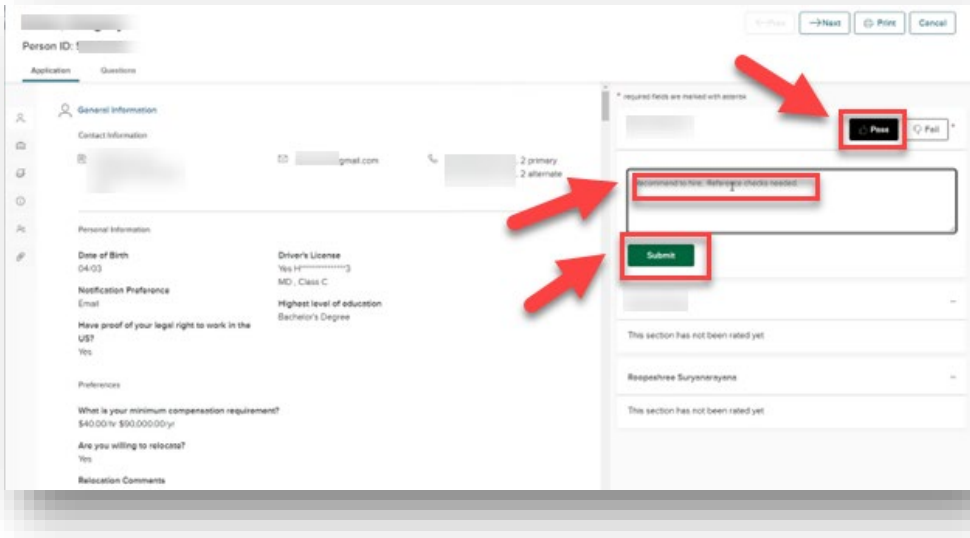 Person ID:
Next
Print
Cancel
Application
Questions
General Information
Contact Information
gmail.com
, 2 primary
, 2 alternate
Personal Information
Date of Birth
04/03
Notification Preference
Email
Have proof of your legal right to work in the
US?
Yes
Driver's License
Yes H**************3
MD , Class C
Highest level of education
Bachelor's Degree
Preferences
What is your minimum compensation requirement?
$40.00/hr $90,000.00/yr
Are you willing to relocate?
Yes
Relocation Comments
* required fields are marked with asterisk
Pass
Fail *
Recommend to hire. Reference checks needed.
Submit
--
This section has not been rated yet
Roopashree Suryanarayana --
This section has not been rated yet